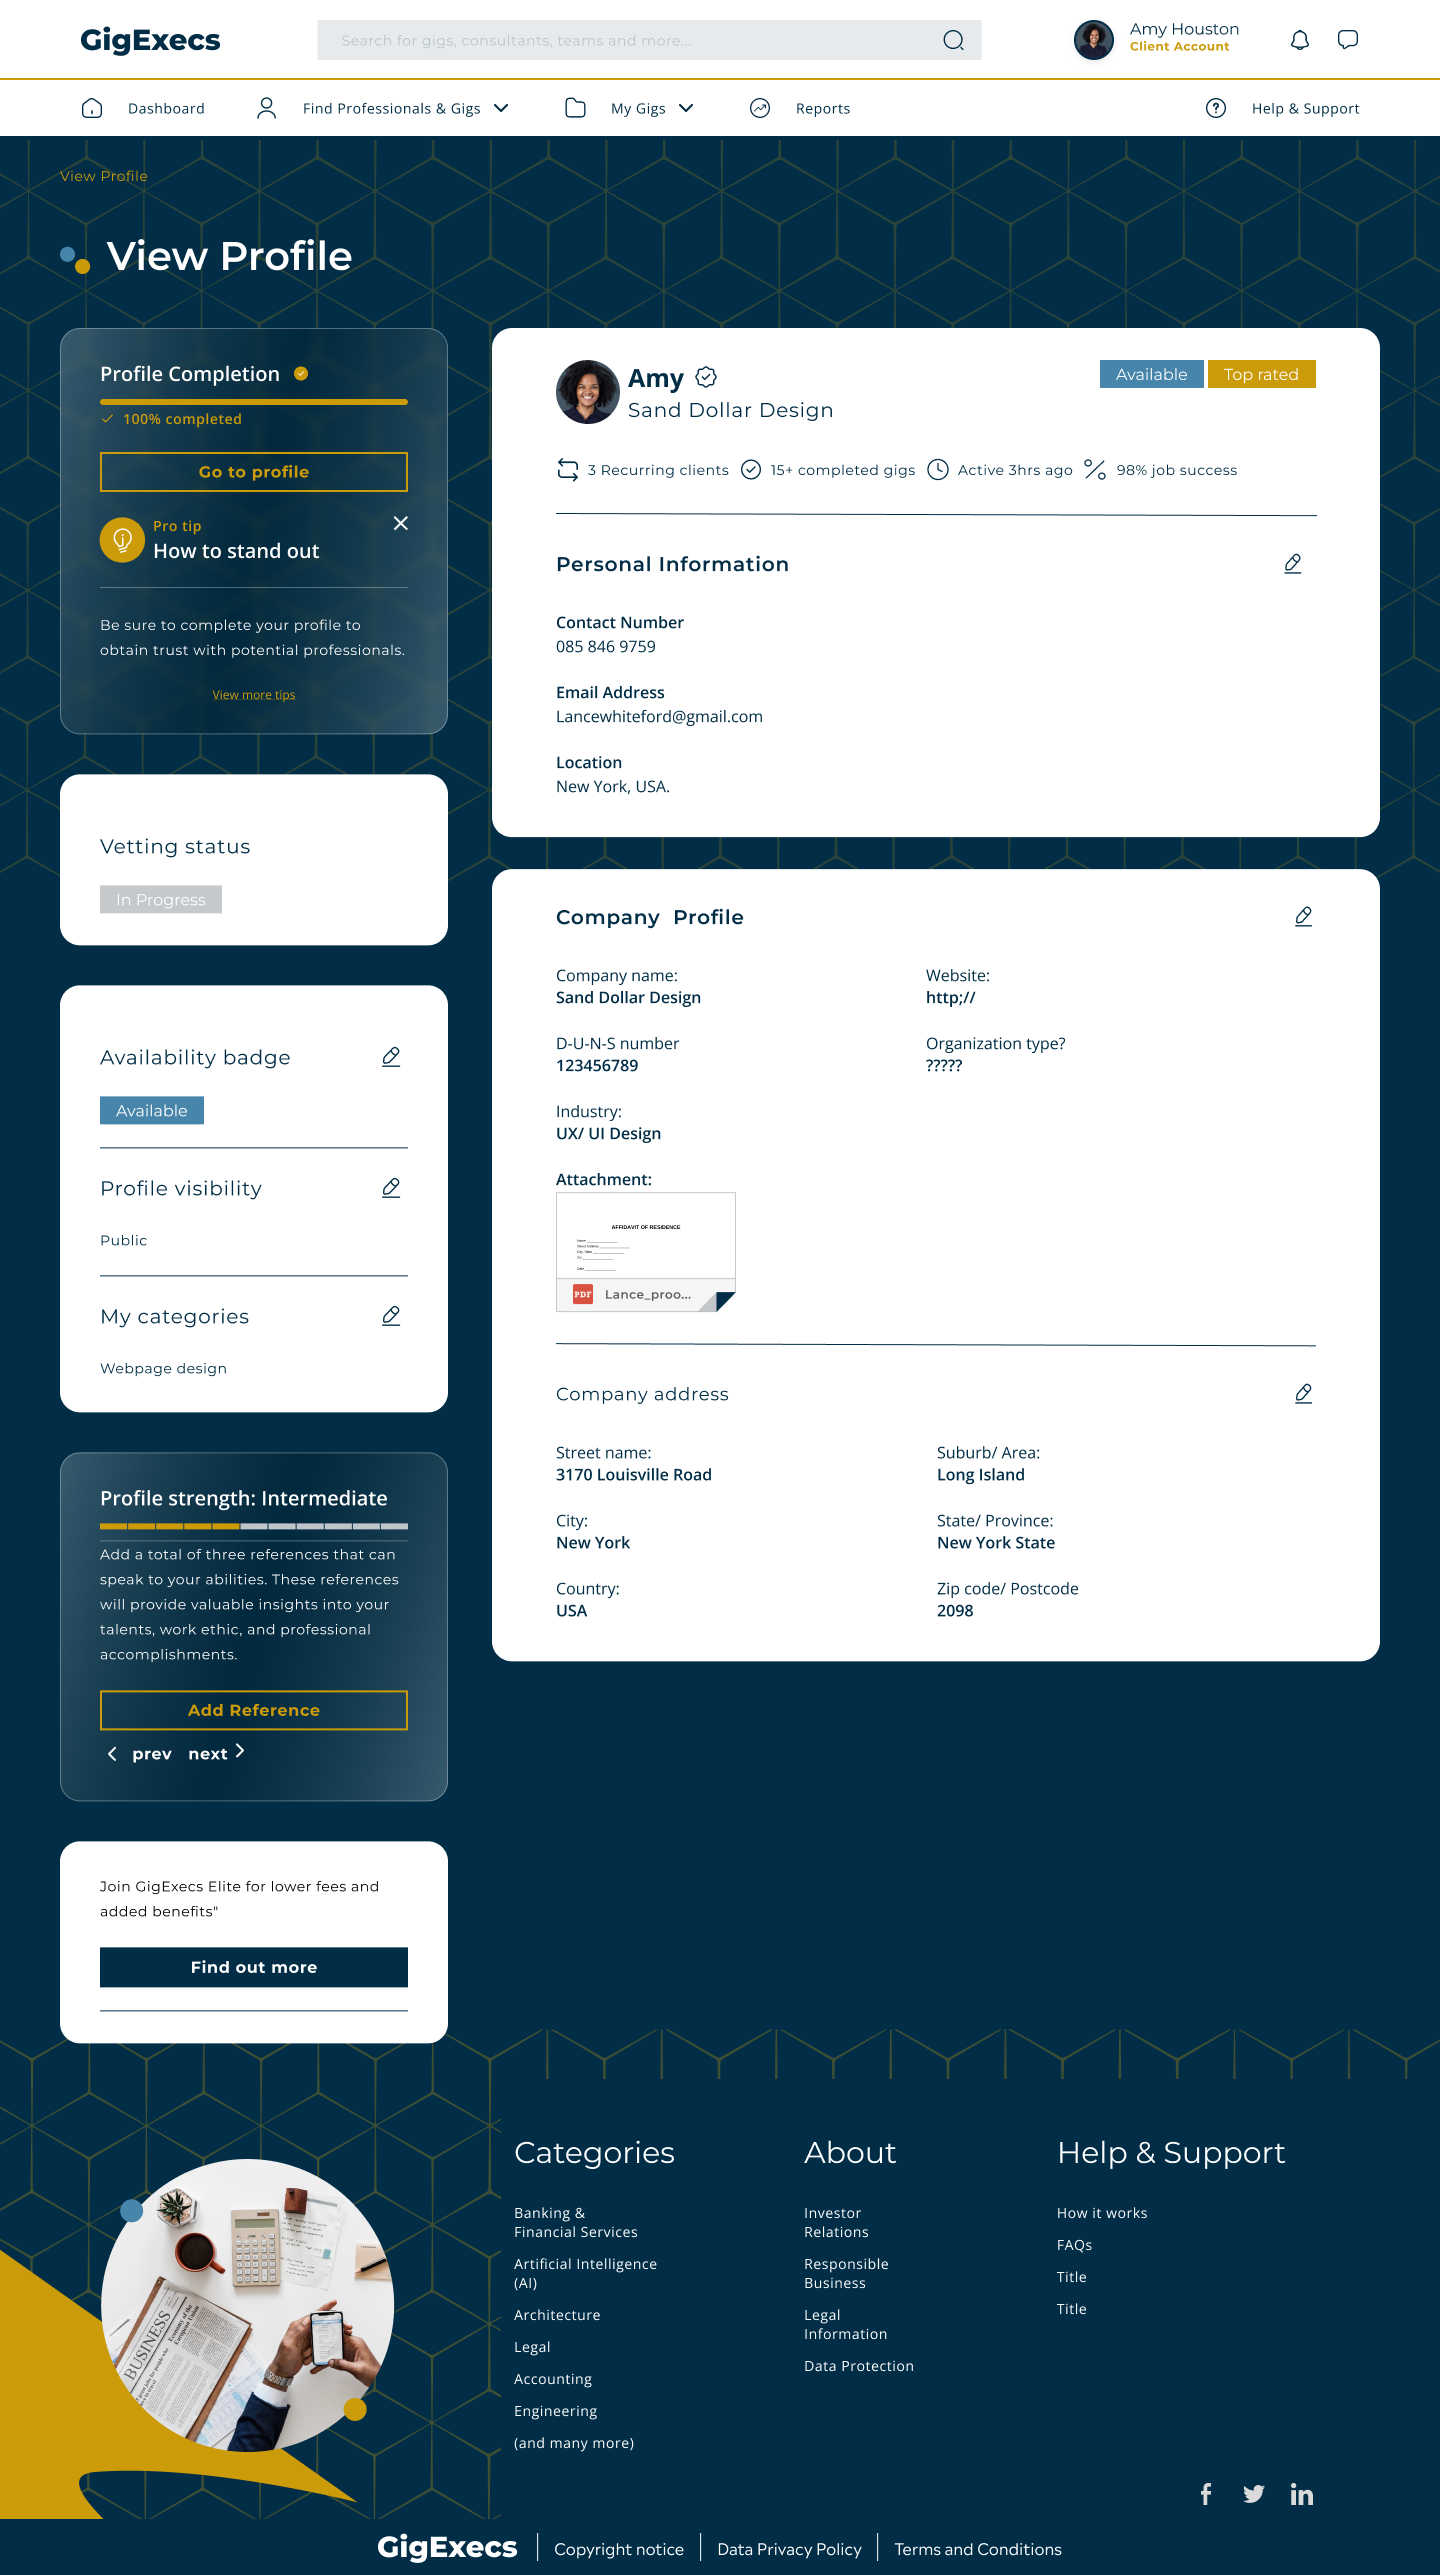 GigExecs
Search for gigs, consultants, teams and more...
Amy Houston
Client Account
Dashboard
Find Professionals & Gigs
My Gigs
Reports
Help & Support
View Profile
View Profile
Profile Completion
100% completed
Go to profile
Pro tip
How to stand out
Be sure to complete your profile to
obtain trust with potential professionals.
View more tips
Vetting status
In Progress
Availability badge
Available
Profile visibility
Public
My categories
Webpage design
Profile strength: Intermediate
Add a total of three references that can
speak to your abilities. These references
will provide valuable insights into your
talents, work ethic, and professional
accomplishments.
Add Reference
prev next
Join GigExecs Elite for lower fees and
added benefits"
Find out more
Amy
Sand Dollar Design
Available
Top rated
3 Recurring clients
15+ completed gigs
Active 3hrs ago
98% job success
Personal Information
Contact Number
085 846 9759
Email Address
Lancewhiteford@gmail.com
Location
New York, USA.
Company Profile
Company name:
Sand Dollar Design
Website:
http;//
D-U-N-S number
123456789
Organization type?
?????
Industry:
UX/ UI Design
Attachment:
AFFIDAVIT OF RESIDENCE
PDF
Lance_proo...
Company address
Street name:
3170 Louisville Road
Suburb/ Area:
Long Island
City:
New York
State/ Province:
New York State
Country:
USA
Zip code/ Postcode
2098
BUSINESS
Economy of the
European Union
Categories
Banking &
Financial Services
Artificial Intelligence
(AI)
Architecture
Legal
Accounting
Engineering
(and many more)
About
Investor
Relations
Responsible
Business
Legal
Information
Data Protection
Help & Support
How it works
FAQs
Title
Title
GigExecs
Copyright notice
Data Privacy Policy
Terms and Conditions